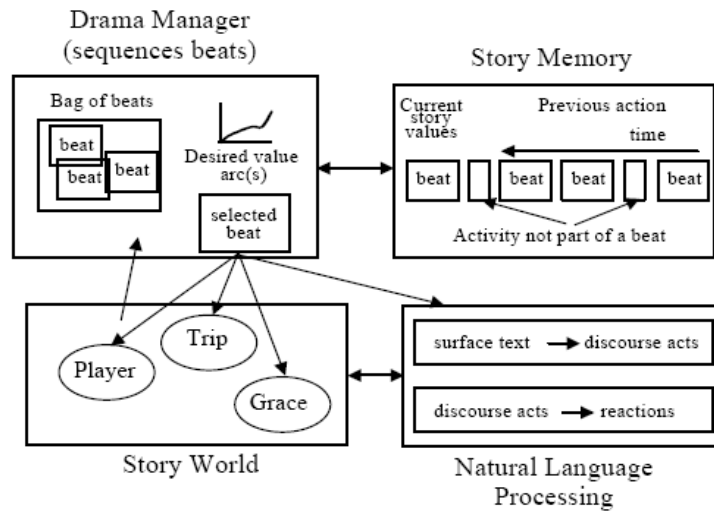 Drama Manager
(sequences beats)
Bag of beats
beat
beat
beat
Desired value
arc(s)
selected
beat
Story Memory
Current
story
values
Previous action
time
beat
beat
beat
beat
Activity not part of a beat
Player
Trip
Grace
Story World
surface text
discourse acts
discourse acts
reactions
Natural Language
Processing